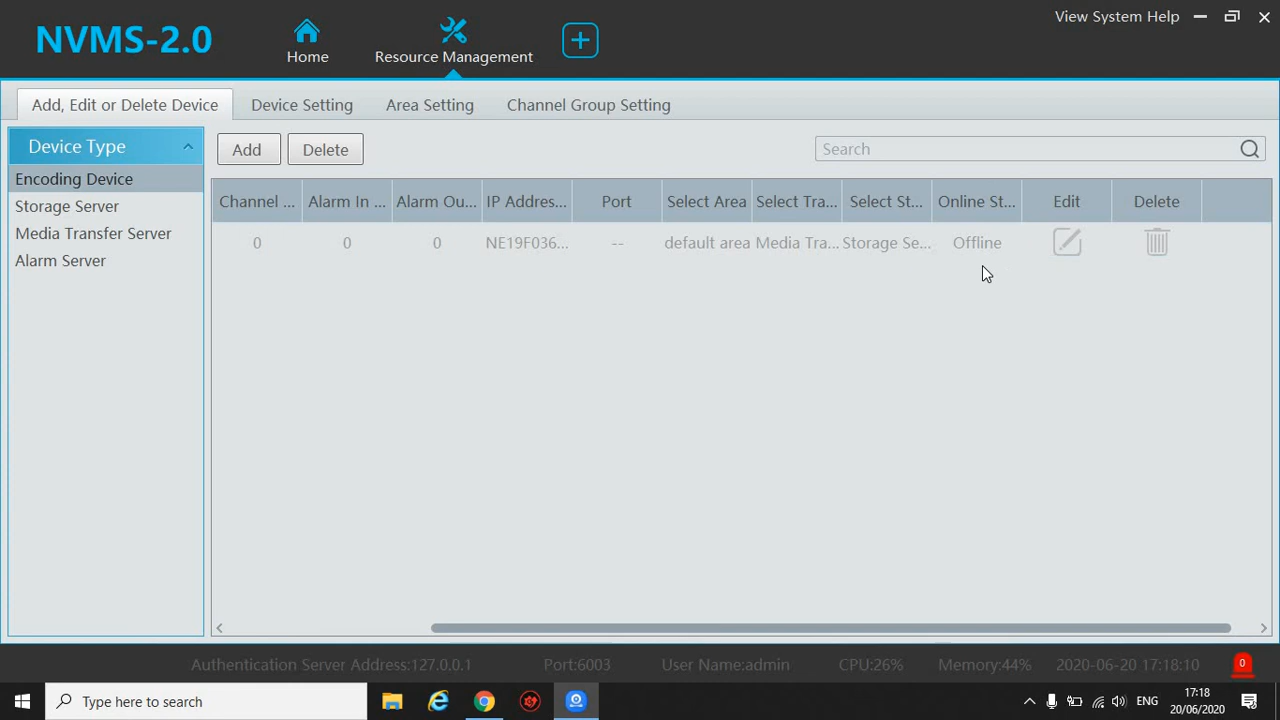 View System Help
NVMS-2.0
Home
Resource Management
Add, Edit or Delete Device
Device Setting
Area Setting
Channel Group Setting
Device Type
Encoding Device
Storage Server
Media Transfer Server
Alarm Server
Add
Delete
Search
Channel ... Alarm In ... Alarm Ou... IP Addres... Port Select Area Select Tra... Select St... Online St... Edit Delete
0 0 0 NE19F036... -- default area Media Tra... Storage Se... Offline
Authentication Server Address:127.0.0.1 Port:6003 User Name:admin CPU:26% Memory:44% 2020-06-20 17:18:10 0
Type here to search
ENG
17:18
20/06/2020